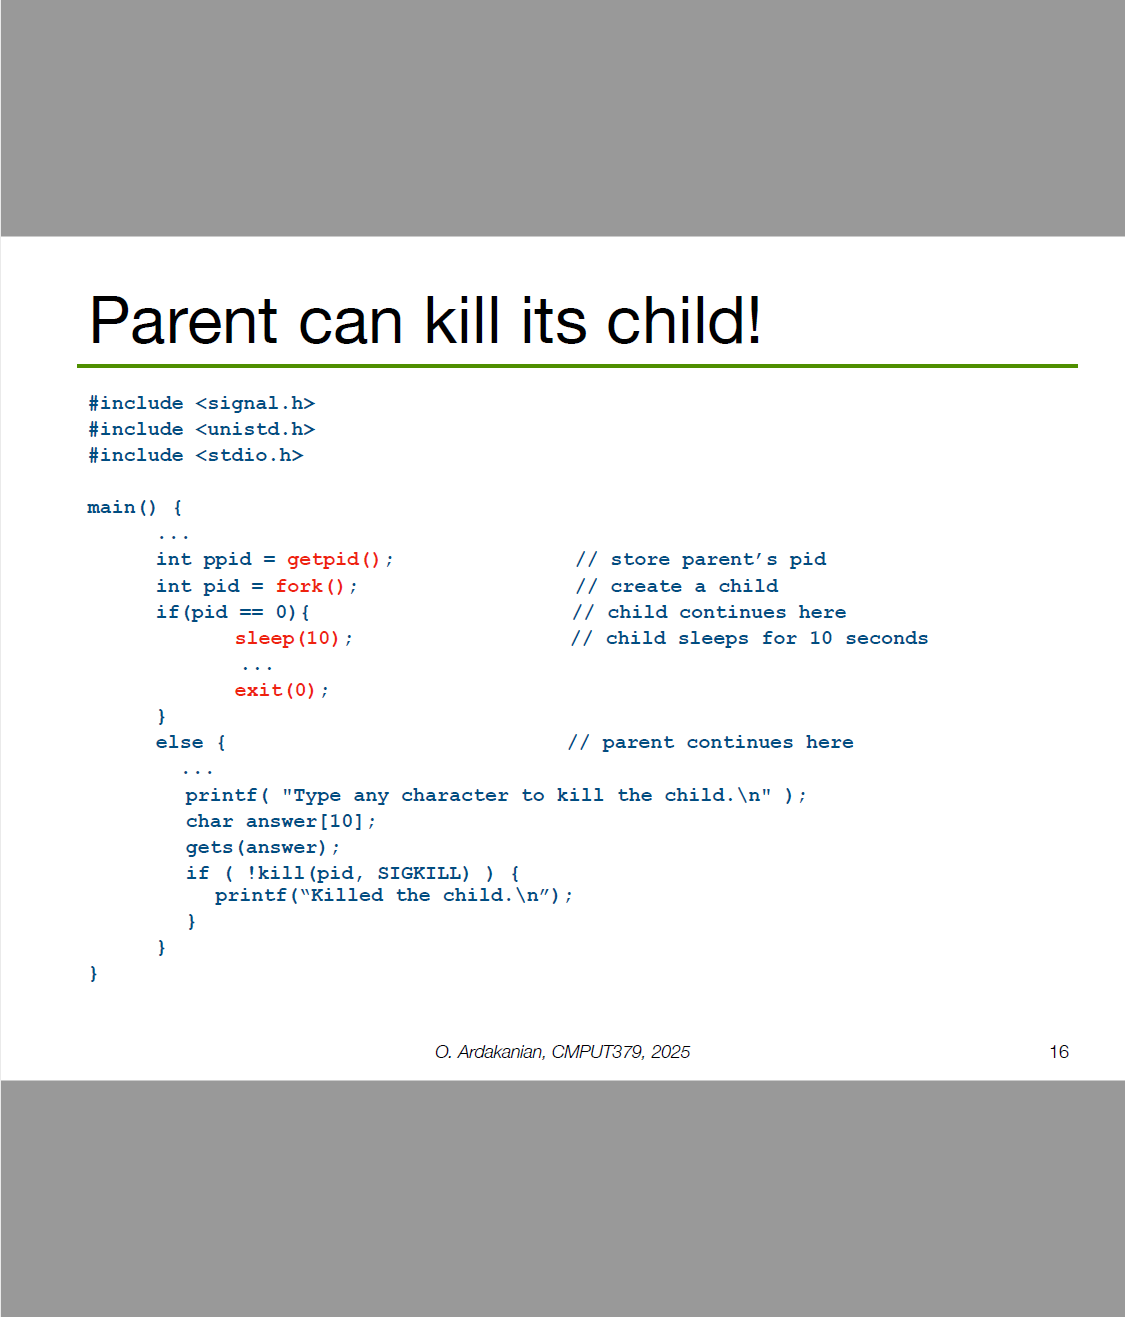 Parent can kill its child!
#include <signal.h>
#include <unistd.h>
#include <stdio.h>
main() {
...
int ppid = getpid(); // store parent’s pid
int pid = fork(); // create a child
if(pid == 0){ // child continues here
sleep(10); // child sleeps for 10 seconds
...
exit(0);
}
else { // parent continues here
...
printf( "Type any character to kill the child.\n" );
char answer[10];
gets(answer);
if ( !kill(pid, SIGKILL) ) {
printf(“Killed the child.\n”);
}
}
}
O. Ardakanian, CMPUT379, 2025 16